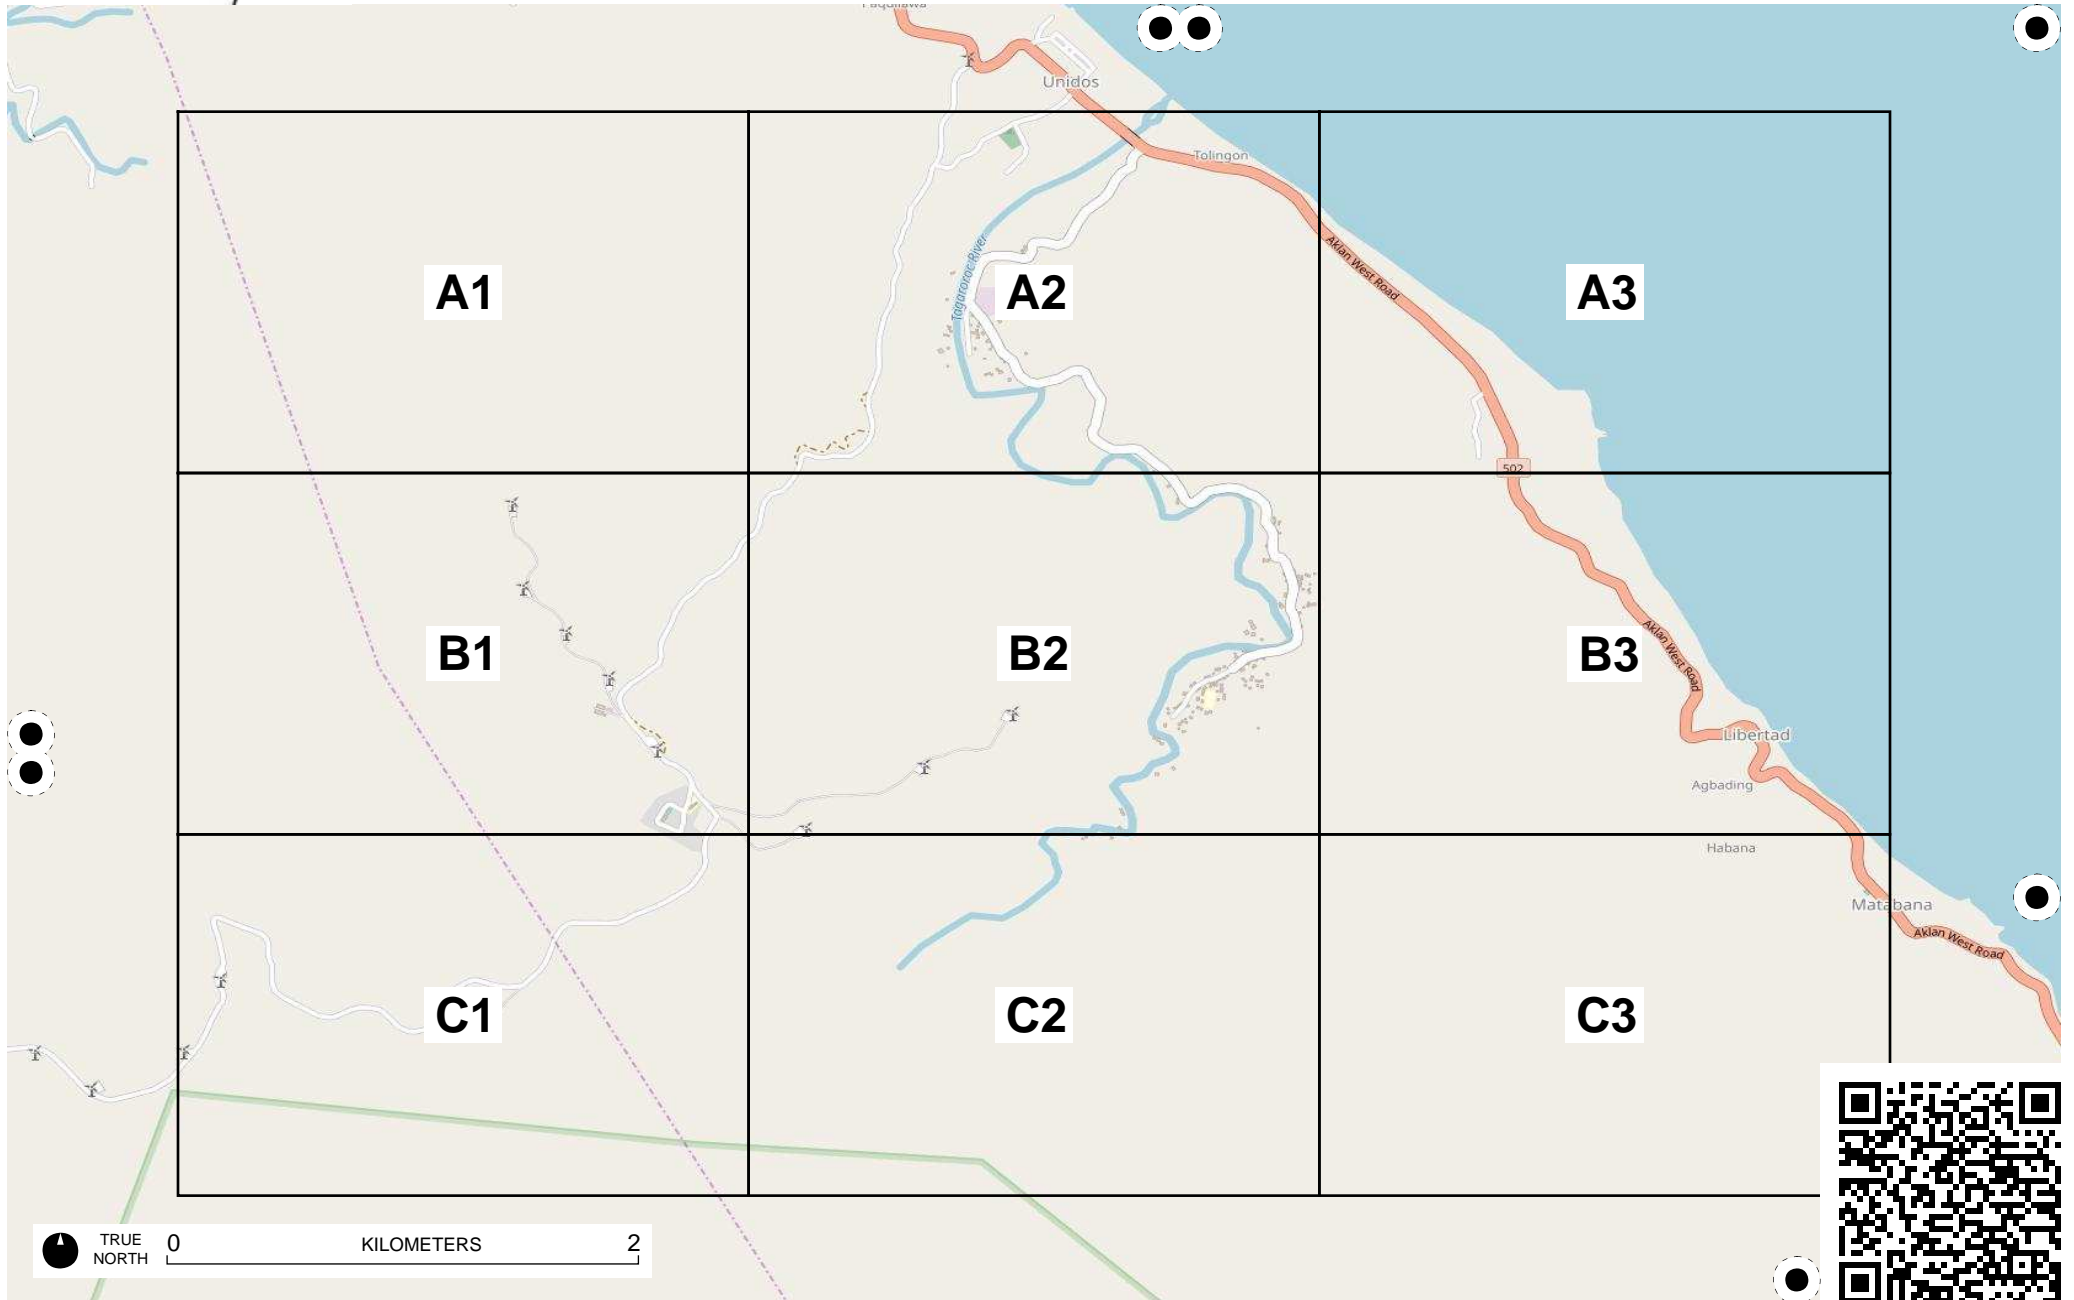 Unidos
Tolingon
Tagararoc River
Aklan West Road
A1
A2
A3
502
B1
B2
B3
Aklan West Road
Libertad
Agbading
Habana
Matabana
Aklan West Road
C1
C2
C3
TRUE NORTH
0 KILOMETERS 2